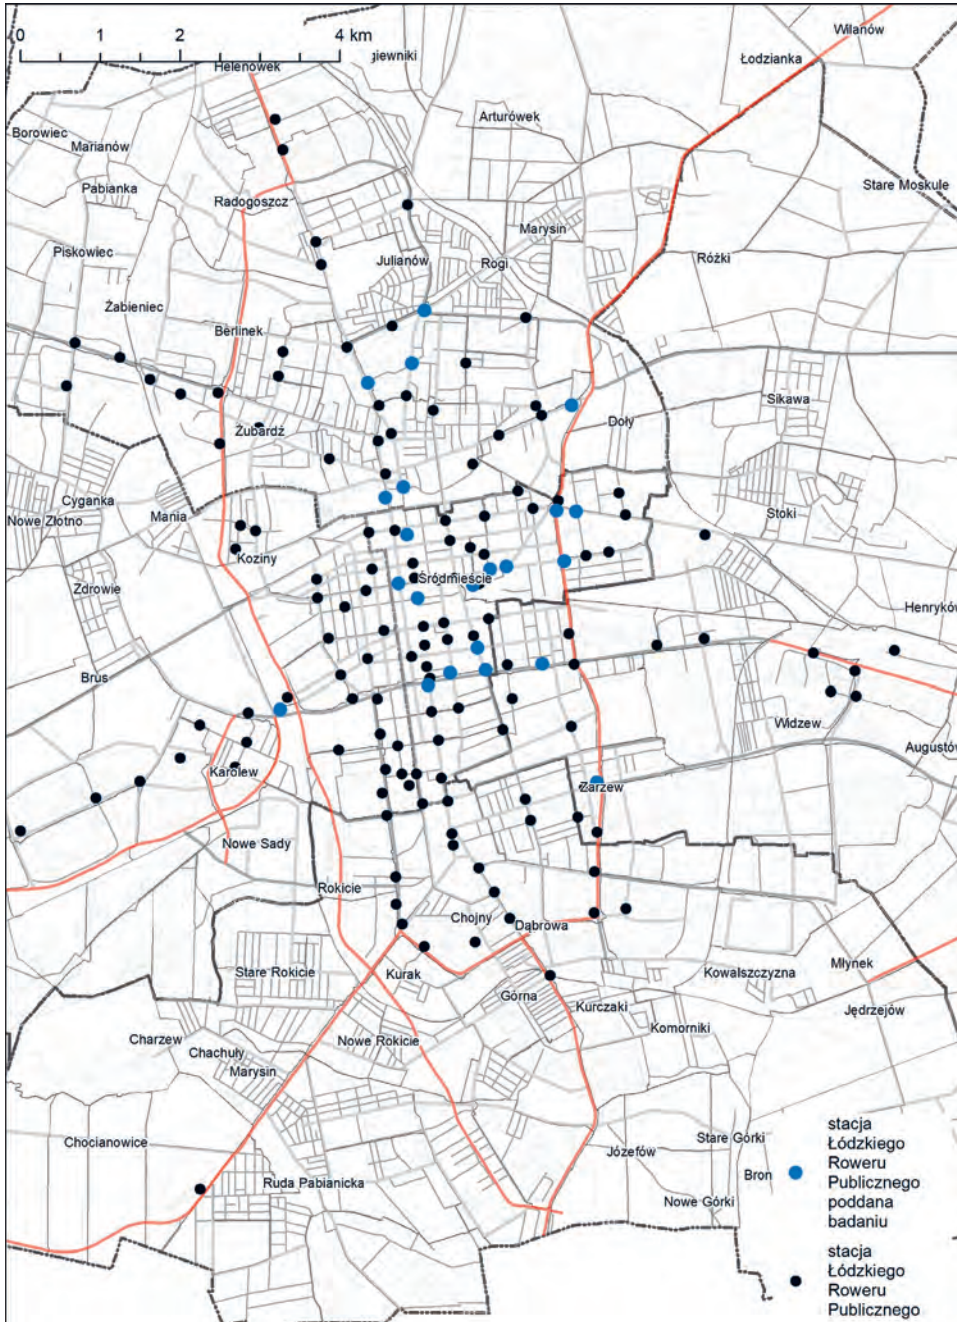 0 1 2 4 km
Wilanów
Łodzianka
giewniki
Helenówek
Arturówek
Borowiec
Marianów
Pabianka
Stare Moskule
Radogoszcz
Marysin
Piskowiec
Julianów
Rogi
Różki
Żabieniec
Berlinek
Sikawa
Doły
Żubardź
Cyganka
Mania
Nowe Złotno
Stoki
Koziny
Zdrowie
Śródmieście
Henryków
Brus
Widzew
Augustów
Karolew
Zarzew
Nowe Sady
Rokicie
Chojny
Dąbrowa
Stare Rokicie
Kurak
Kowalszczyzna
Młynek
Górna
Kurczaki
Jędrzejów
Komorniki
Charzew
Nowe Rokicie
Chachuły
Marysin
Chocianowice
Stare Górki
Józefów
Ruda Pabianicka
Bron
Nowe Górki
stacja
Łódzkiego
Roweru
Publicznego
poddana
badaniu
stacja
Łódzkiego
Roweru
Publicznego